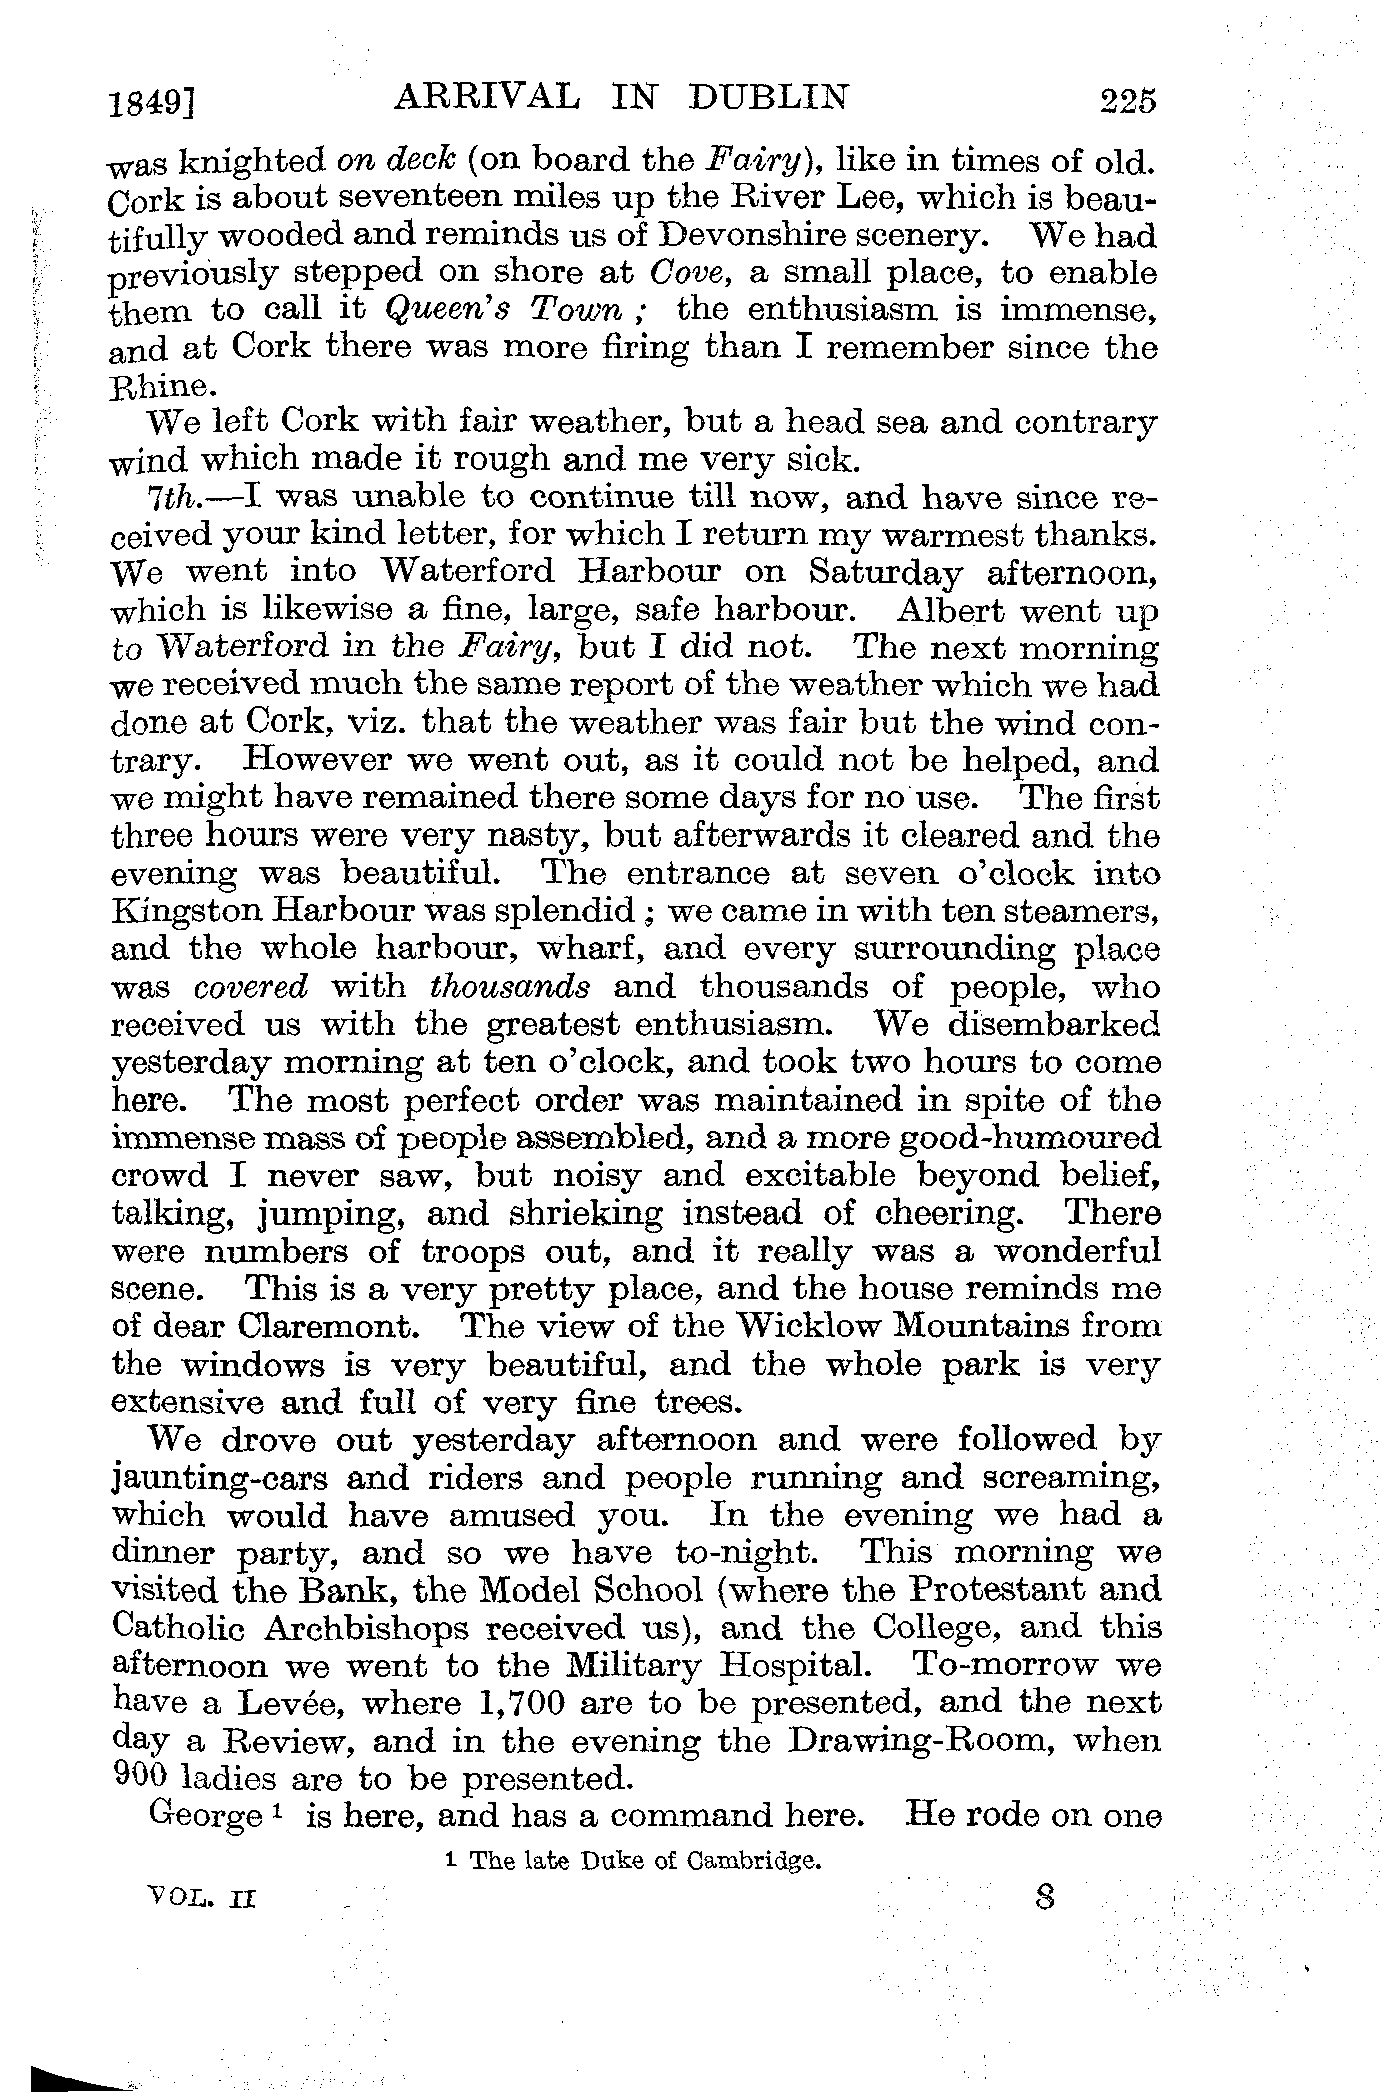 1849] ARRIVAL IN DUBLIN 225
was knighted on deck (on board the Fairy), like in times of old.
Cork is about seventeen miles up the River Lee, which is beau-
tifully wooded and reminds us of Devonshire scenery. We had
previously stepped on shore at Cove, a small place, to enable
them to call it Queen's Town ; the enthusiasm is immense,
and at Cork there was more firing than I remember since the
Rhine.
We left Cork with fair weather, but a head sea and contrary
wind which made it rough and me very sick.
7th.—I was unable to continue till now, and have since re-
ceived your kind letter, for which I return my warmest thanks.
We went into Waterford Harbour on Saturday afternoon,
which is likewise a fine, large, safe harbour. Albert went up
to Waterford in the Fairy, but I did not. The next morning
we received much the same report of the weather which we had
done at Cork, viz. that the weather was fair but the wind con-
trary. However we went out, as it could not be helped, and
we might have remained there some days for no use. The first
three hours were very nasty, but afterwards it cleared and the
evening was beautiful. The entrance at seven o'clock into
Kingston Harbour was splendid ; we came in with ten steamers,
and the whole harbour, wharf, and every surrounding place
was covered with thousands and thousands of people, who
received us with the greatest enthusiasm. We disembarked
yesterday morning at ten o'clock, and took two hours to come
here. The most perfect order was maintained in spite of the
immense mass of people assembled, and a more good-humoured
crowd I never saw, but noisy and excitable beyond belief,
talking, jumping, and shrieking instead of cheering. There
were numbers of troops out, and it really was a wonderful
scene. This is a very pretty place, and the house reminds me
of dear Claremont. The view of the Wicklow Mountains from
the windows is very beautiful, and the whole park is very
extensive and full of very fine trees.
We drove out yesterday afternoon and were followed by
jaunting-cars and riders and people running and screaming,
which would have amused you. In the evening we had a
dinner party, and so we have to-night. This morning we
visited the Bank, the Model School (where the Protestant and
Catholic Archbishops received us), and the College, and this
afternoon we went to the Military Hospital. To-morrow we
have a Levée, where 1,700 are to be presented, and the next
day a Review, and in the evening the Drawing-Room, when
900 ladies are to be presented.
George 1 is here, and has a command here. He rode on one
1 The late Duke of Cambridge.
VOL. II 8